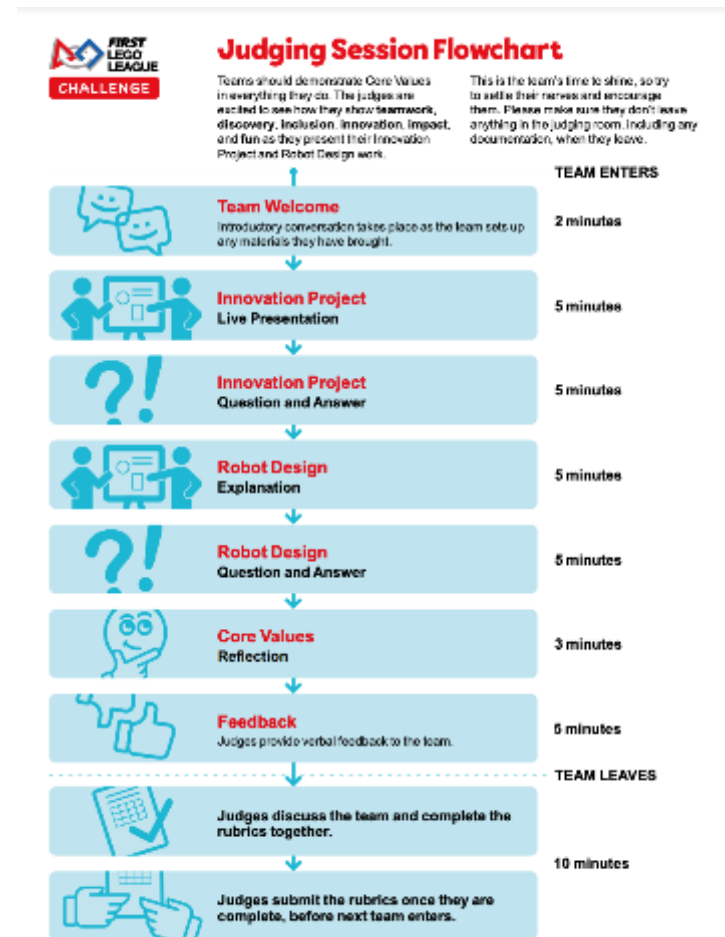 FIRST
LEGO
LEAGUE
CHALLENGE
Judging Session Flowchart
Teams should demonstrate Core Values
in everything they do. The judges are
excited to see how they show teamwork,
discovery, inclusion, innovation, impact,
and fun as they present their Innovation
Project and Robot Design work.
This is the team's time to shine, so try
to settle their nerves and encourage
them. Please make sure they don't leave
anything in the judging room, including any
documentation, when they leave.
TEAM ENTERS
Team Welcome
Introductory conversation takes place as the team sets up
any materials they have brought.
2 minutes
Innovation Project
Live Presentation
5 minutes
Innovation Project
Question and Answer
5 minutes
Robot Design
Explanation
5 minutes
Robot Design
Question and Answer
5 minutes
Core Values
Reflection
3 minutes
Feedback
Judges provide verbal feedback to the team.
5 minutes
TEAM LEAVES
Judges discuss the team and complete the
rubrics together.
10 minutes
Judges submit the rubrics once they are
complete, before next team enters.